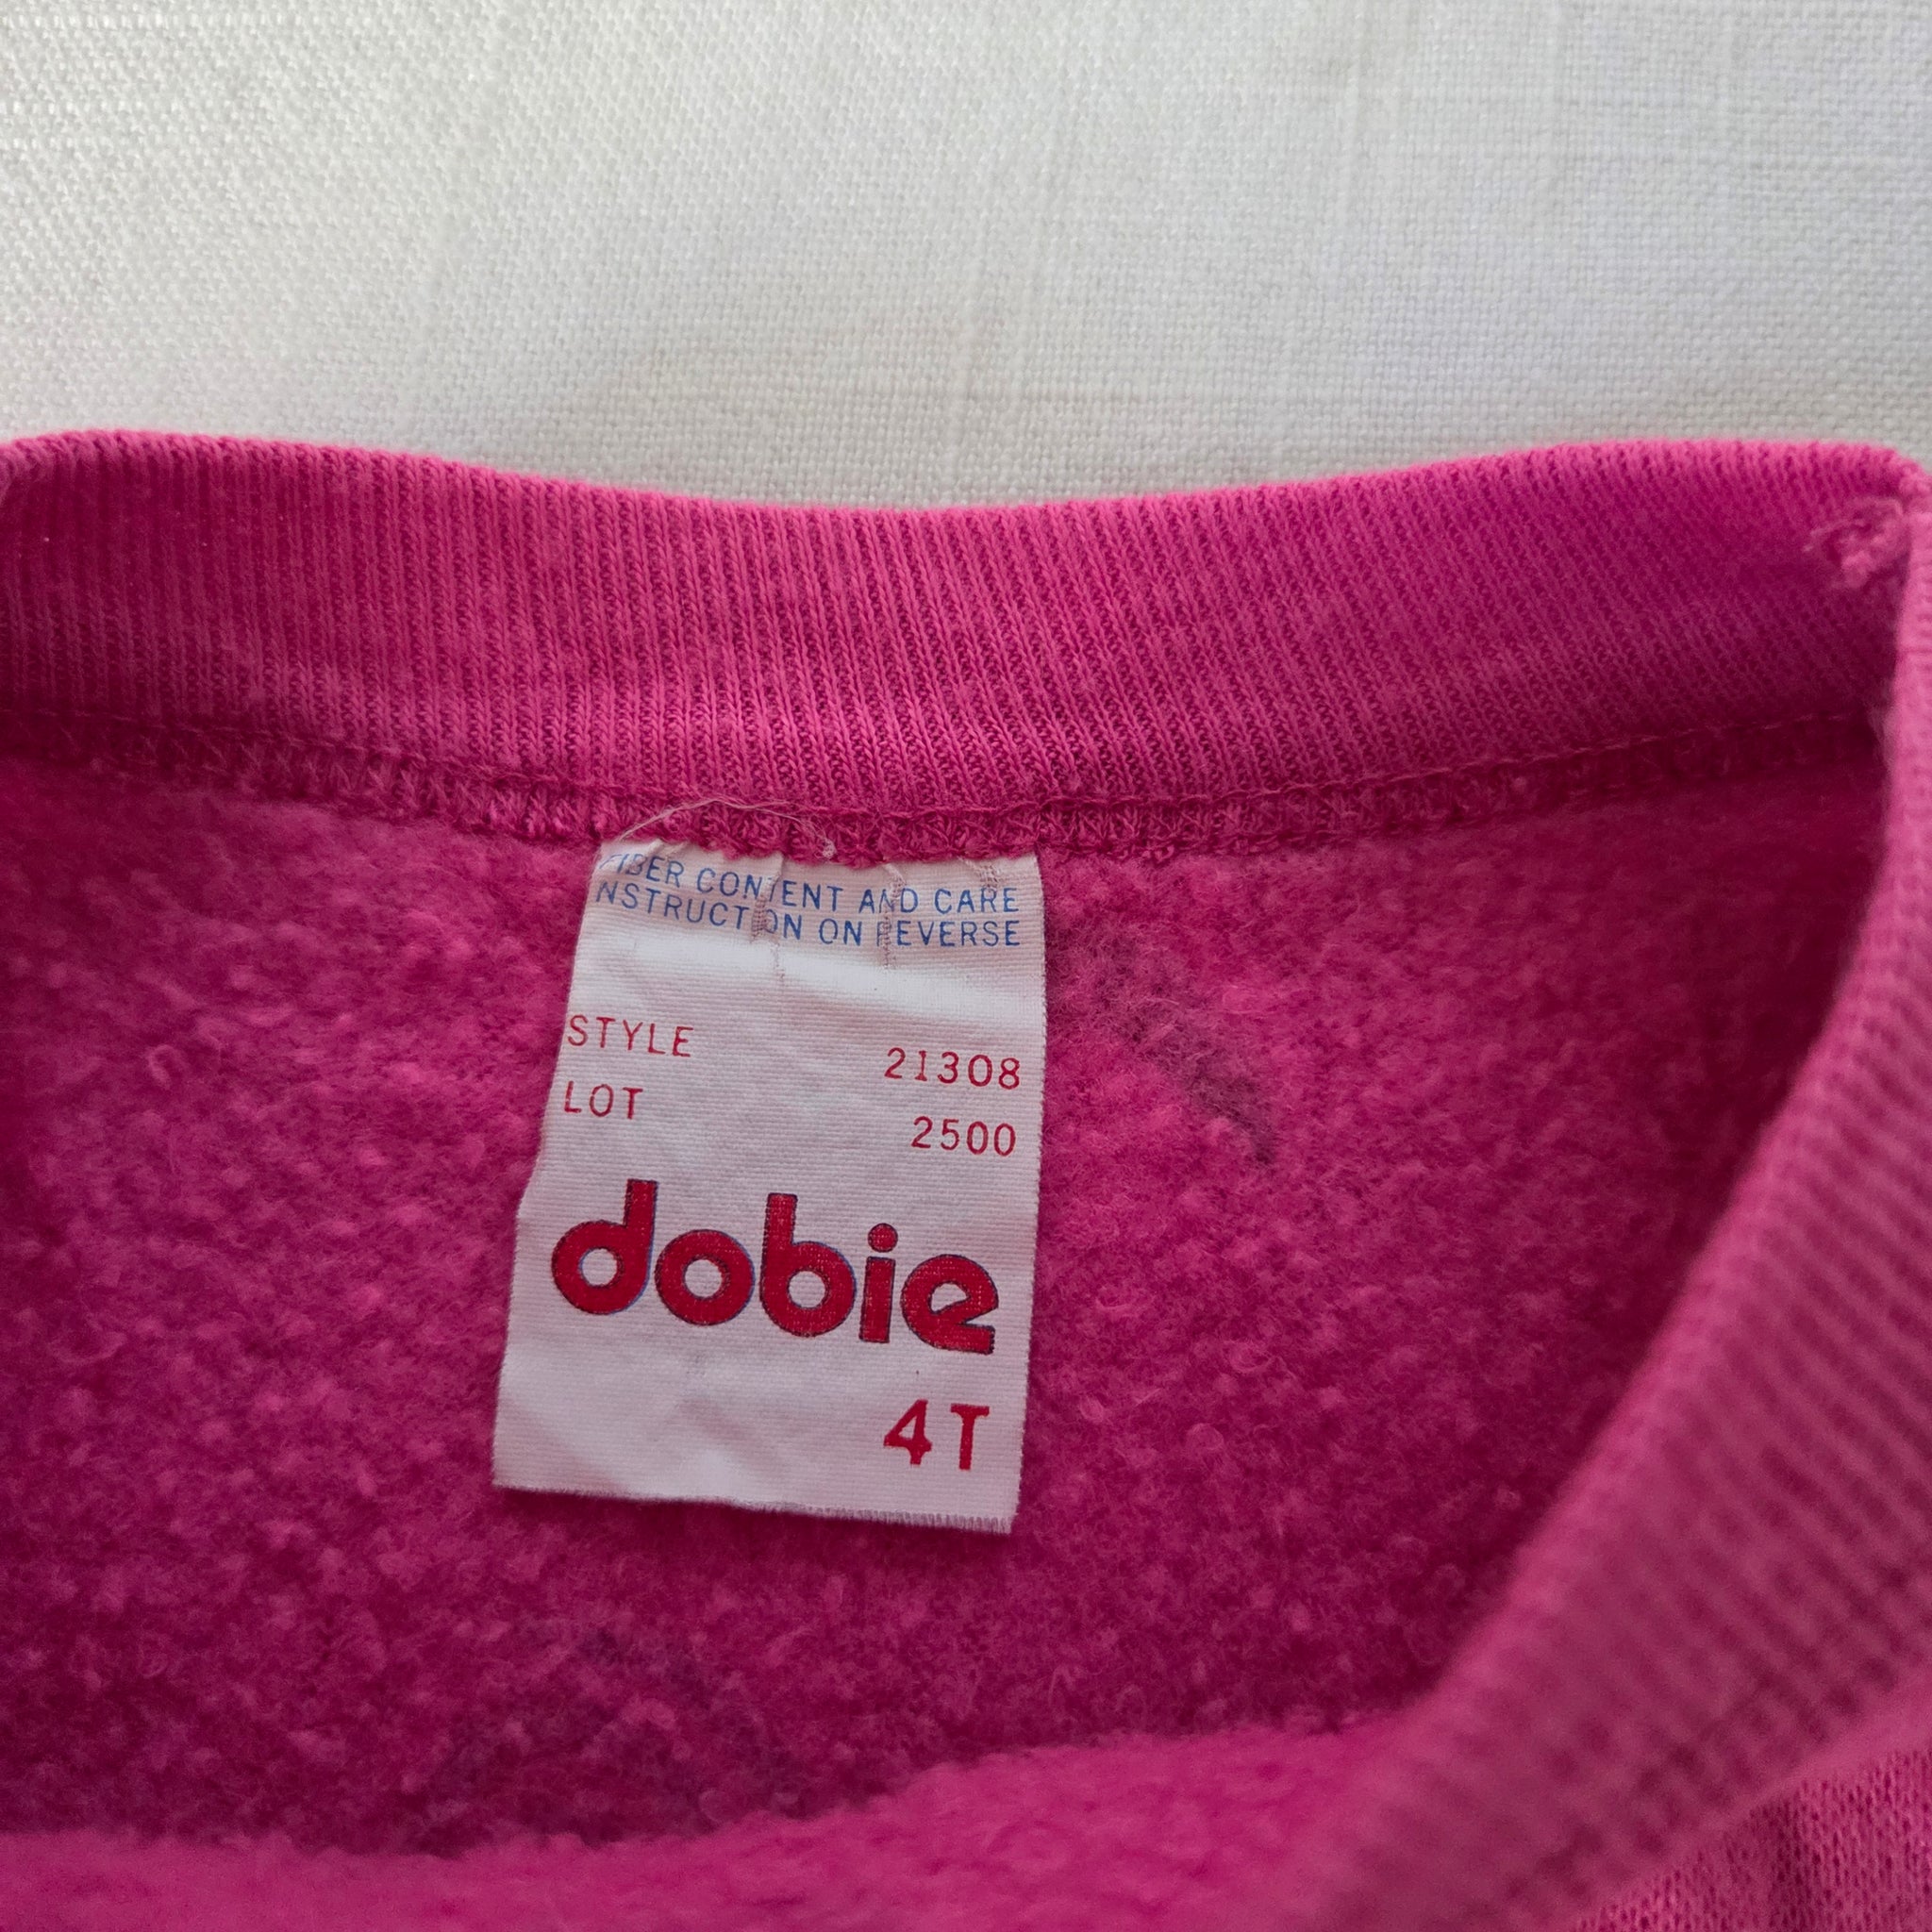 FIBER CONTENT AND CARE
INSTRUCTION ON REVERSE
STYLE 21308
LOT 2500
dobie
4T